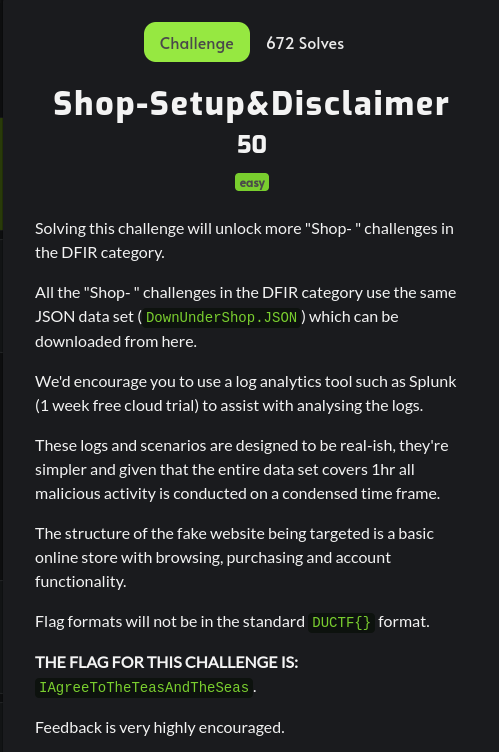 Challenge
672 Solves
Shop-Setup&Disclaimer
50
easy
Solving this challenge will unlock more "Shop- " challenges in
the DFIR category.
All the "Shop- " challenges in the DFIR category use the same
JSON data set ( DownUnderShop.JSON ) which can be
downloaded from here.
We'd encourage you to use a log analytics tool such as Splunk
(1 week free cloud trial) to assist with analysing the logs.
These logs and scenarios are designed to be real-ish, they're
simpler and given that the entire data set covers 1hr all
malicious activity is conducted on a condensed time frame.
The structure of the fake website being targeted is a basic
online store with browsing, purchasing and account
functionality.
Flag formats will not be in the standard DUCTF{} format.
THE FLAG FOR THIS CHALLENGE IS:
IAgreeToTheTeasAndTheSeas .
Feedback is very highly encouraged.